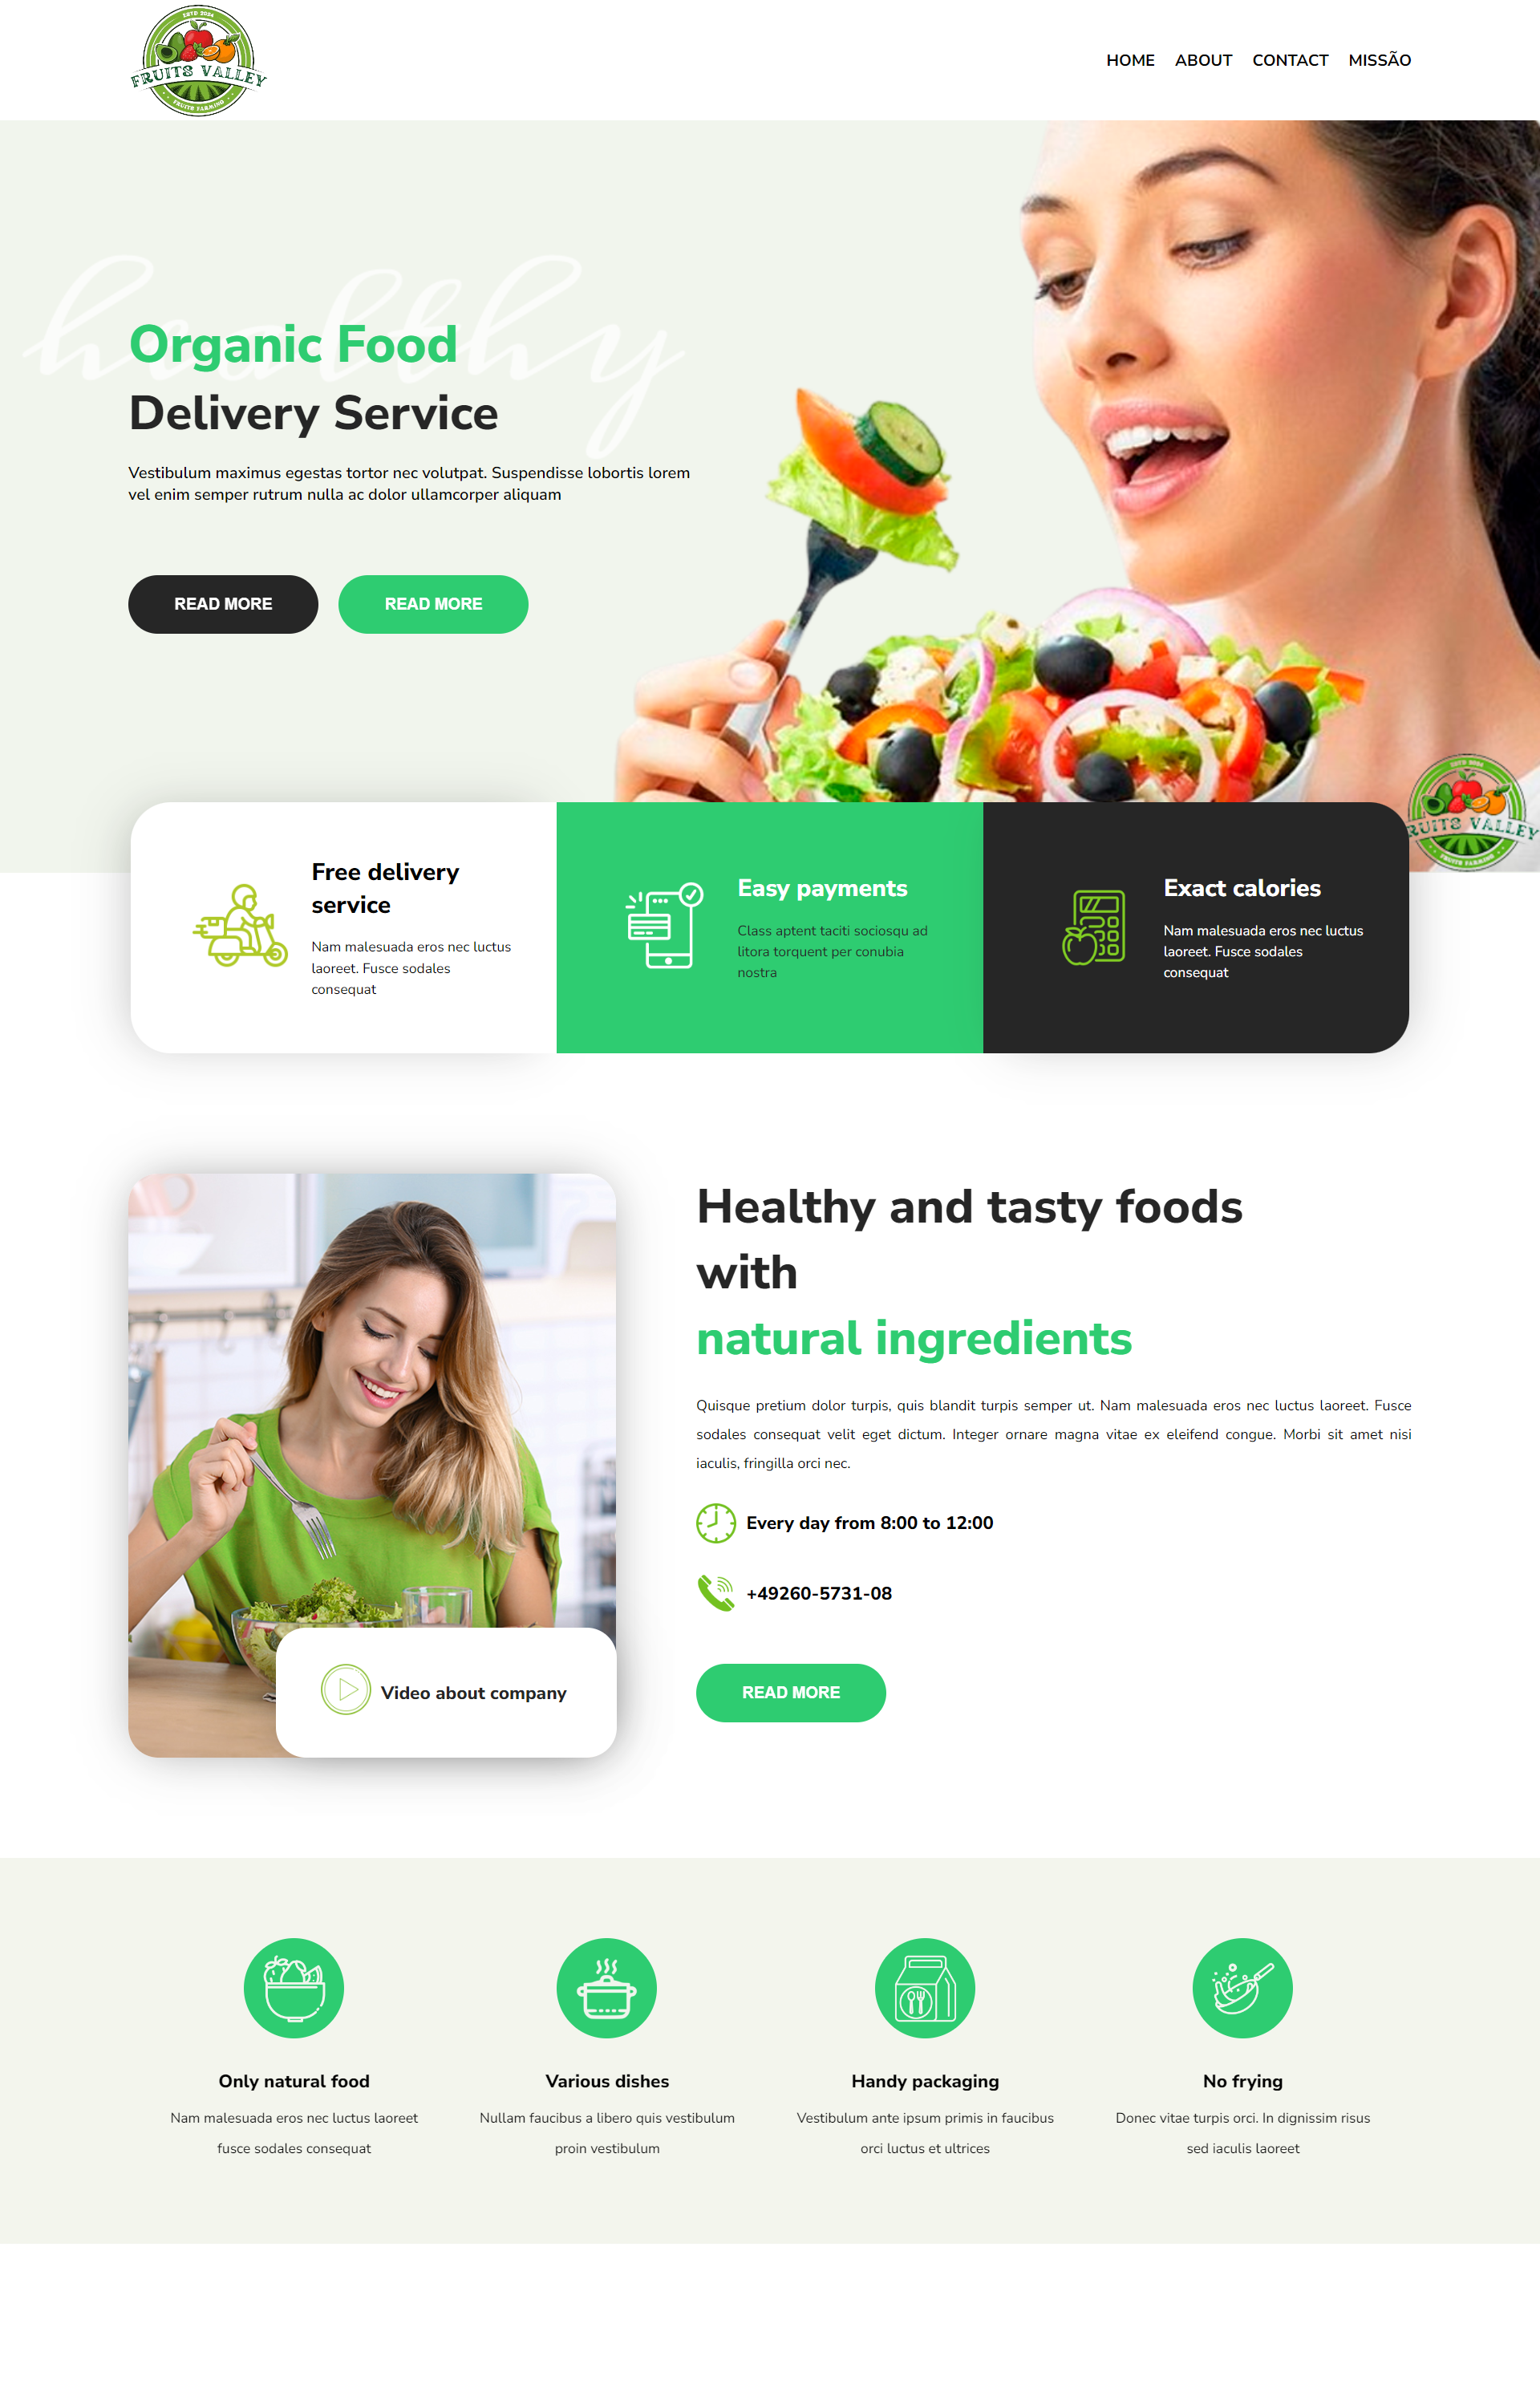 ESTD 2024
FRUITS VALLEY
FRUITS FARMING
HOME ABOUT CONTACT MISSÃO
healthy
Organic Food
Delivery Service
Vestibulum maximus egestas tortor nec volutpat. Suspendisse lobortis lorem
vel enim semper rutrum nulla ac dolor ullamcorper aliquam
READ MORE READ MORE
ESTD 2024
RUITS VALLEY
FRUITS FARMING
Free delivery
service
Nam malesuada eros nec luctus
laoreet. Fusce sodales
consequat
Easy payments
Class aptent taciti sociosqu ad
litora torquent per conubia
nostra
Exact calories
Nam malesuada eros nec luctus
laoreet. Fusce sodales
consequat
Video about company
Healthy and tasty foods
with
natural ingredients
Quisque pretium dolor turpis, quis blandit turpis semper ut. Nam malesuada eros nec luctus laoreet. Fusce
sodales consequat velit eget dictum. Integer ornare magna vitae ex eleifend congue. Morbi sit amet nisi
iaculis, fringilla orci nec.
Every day from 8:00 to 12:00
+49260-5731-08
READ MORE
Only natural food
Nam malesuada eros nec luctus laoreet
fusce sodales consequat
Various dishes
Nullam faucibus a libero quis vestibulum
proin vestibulum
Handy packaging
Vestibulum ante ipsum primis in faucibus
orci luctus et ultrices
No frying
Donec vitae turpis orci. In dignissim risus
sed iaculis laoreet